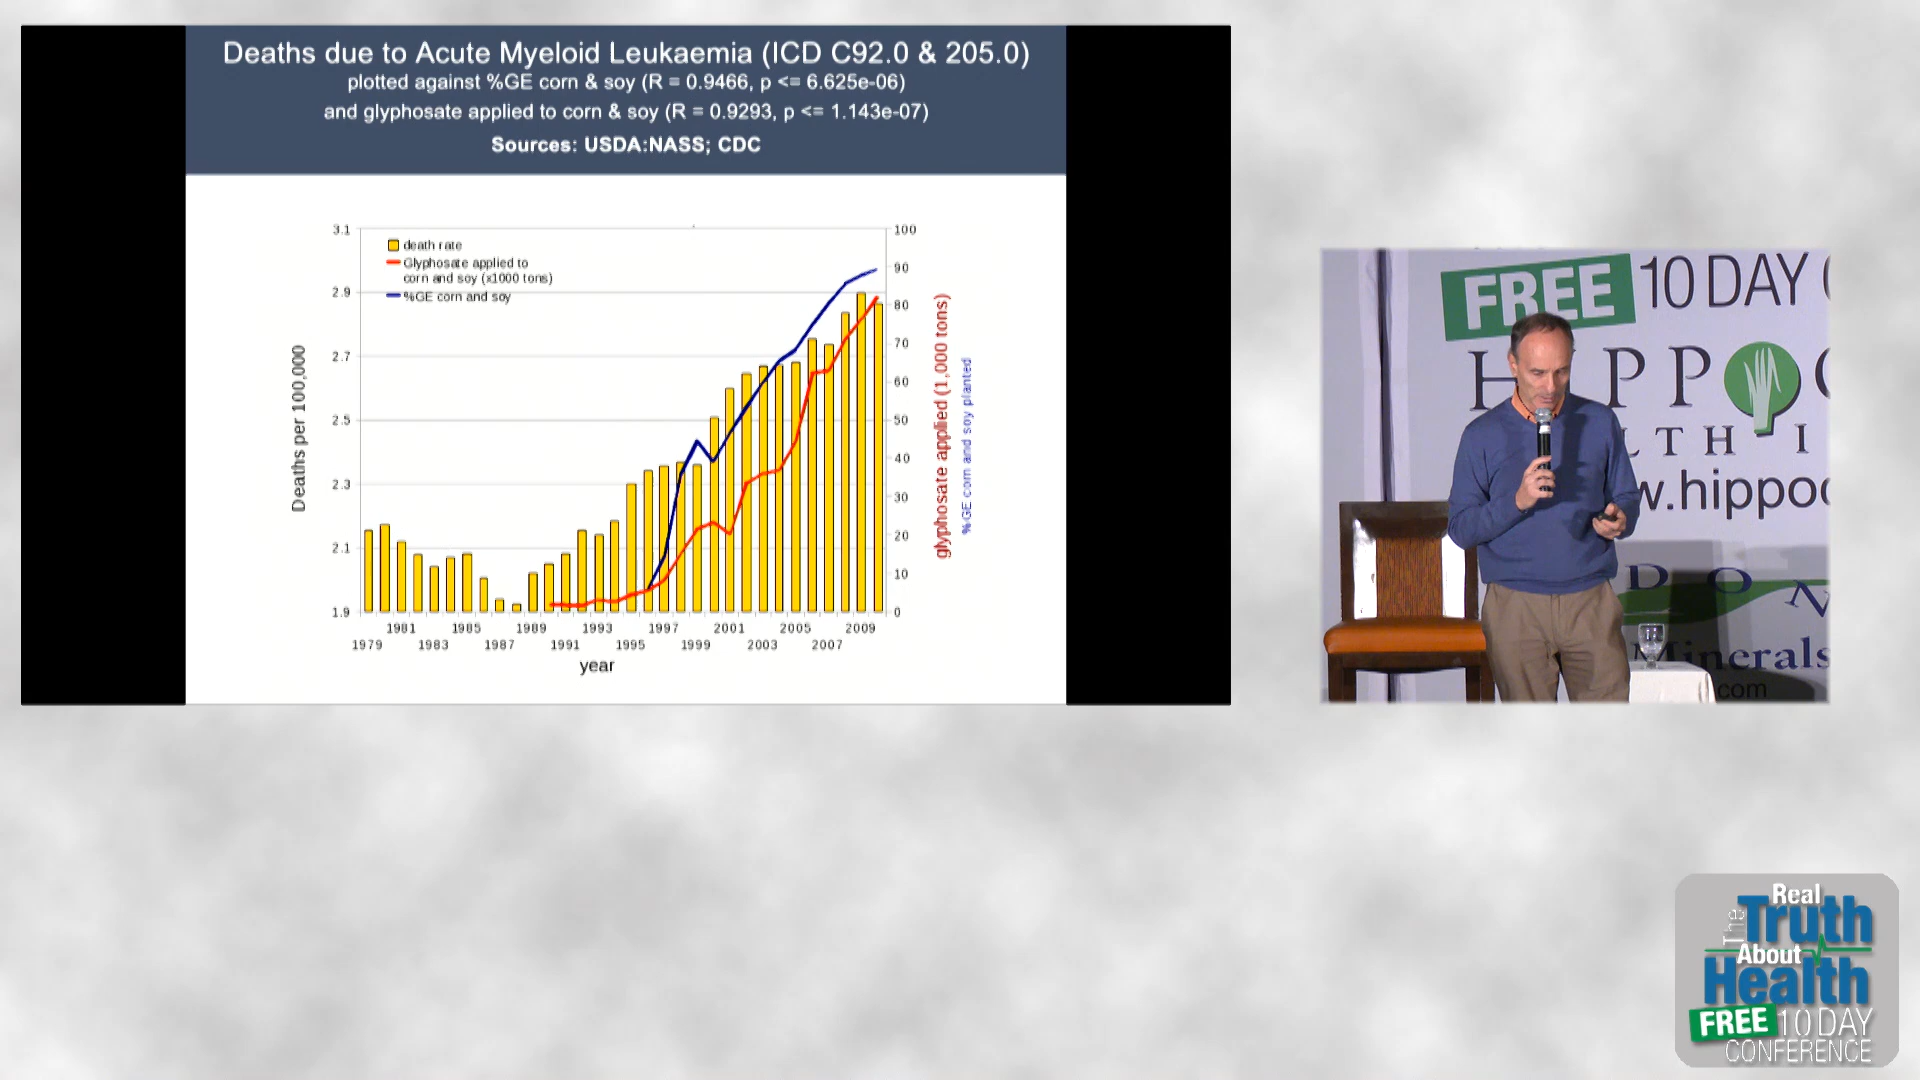 Deaths due to Acute Myeloid Leukaemia (ICD C92.0 & 205.0)
plotted against %GE corn & soy (R = 0.9466, p <= 6.625e-06)
and glyphosate applied to corn & soy (R = 0.9293, p <= 1.143e-07)
Sources: USDA:NASS; CDC
death rate
Glyphosate applied to
corn and soy (x1000 tons)
%GE corn and soy
3.1
2.9
2.7
2.5
2.3
2.1
1.9
Deaths per 100,000
100
90
80
70
60
50
40
30
20
10
0
glyphosate applied (1,000 tons)
%GE corn and soy planted
1981 1985 1989 1993 1997 2001 2005 2009
1979 1983 1987 1991 1995 1999 2003 2007
year
FREE 10 DAY
H PP
LTH I
w.hippoc
DON
Minerals
com
The Real
Truth
About
Health
FREE 10 DAY
CONFERENCE